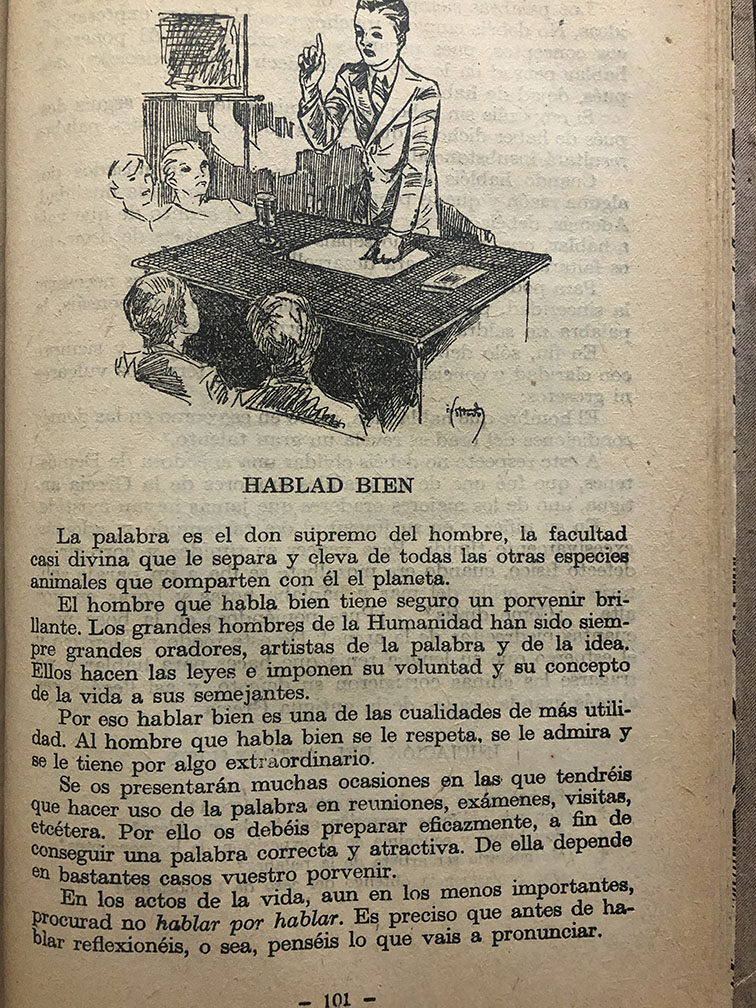 HABLAD BIEN
La palabra es el don supremo del hombre, la facultad
casi divina que le separa y eleva de todas las otras especies
animales que comparten con él el planeta.
El hombre que habla bien tiene seguro un porvenir bri-
llante. Los grandes hombres de la Humanidad han sido siem-
pre grandes oradores, artistas de la palabra y de la idea.
Ellos hacen las leyes e imponen su voluntad y su concepto
de la vida a sus semejantes.
Por eso hablar bien es una de las cualidades de más utili-
dad. Al hombre que habla bien se le respeta, se le admira y
se le tiene por algo extraordinario.
Se os presentarán muchas ocasiones en las que tendréis
que hacer uso de la palabra en reuniones, exámenes, visitas,
etcétera. Por ello os debéis preparar eficazmente, a fin de
conseguir una palabra correcta y atractiva. De ella depende
en bastantes casos vuestro porvenir.
En los actos de la vida, aun en los menos importantes,
procurad no hablar por hablar. Es preciso que antes de ha-
blar reflexionéis, o sea, penséis lo que vais a pronunciar.
— 101 —